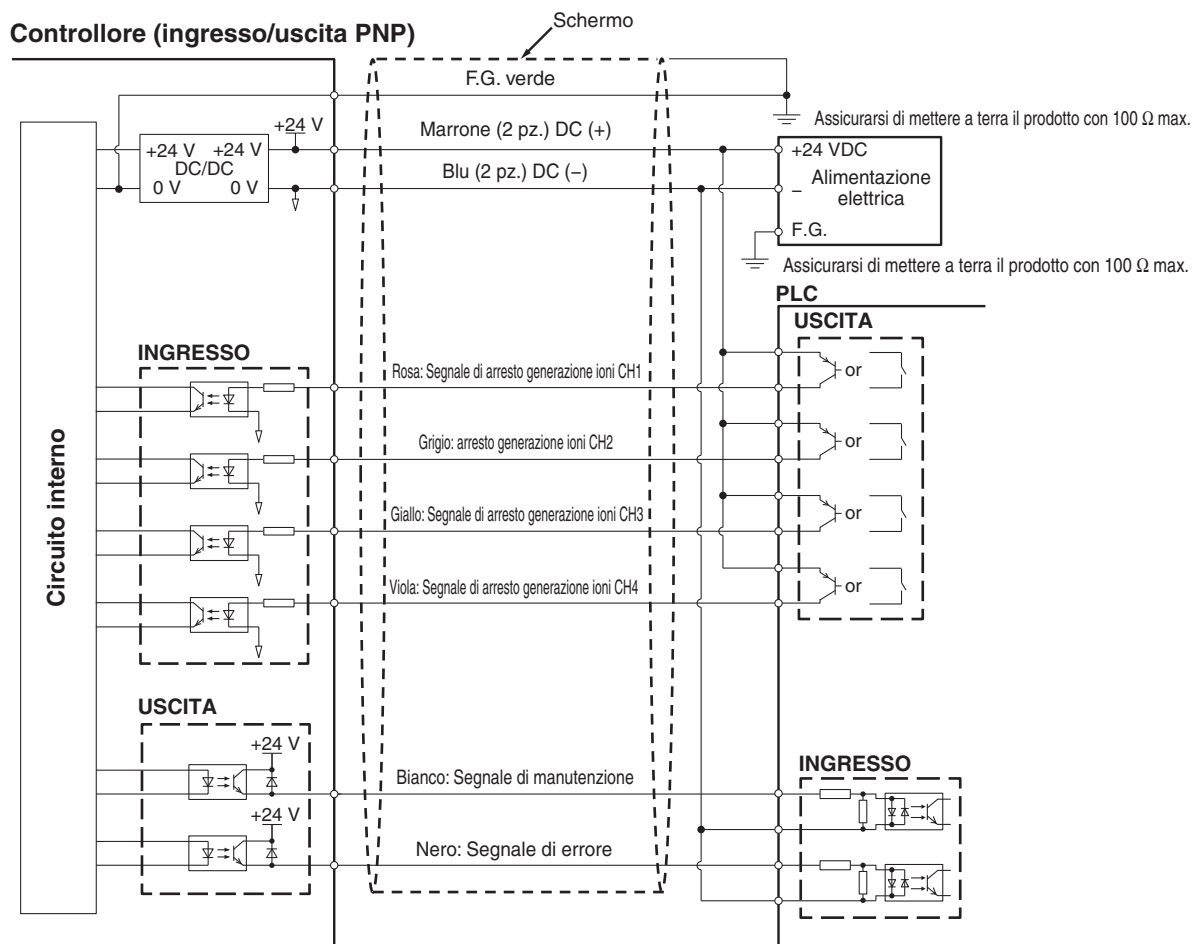 Schermo
Controllore (ingresso/uscita PNP)
F.G. verde
Assicurarsi di mettere a terra il prodotto con 100 Ω max.
+24 V
Marrone (2 pz.) DC (+)
+24 VDC
+24 V +24 V
DC/DC
0 V 0 V
Blu (2 pz.) DC (−)
−
Alimentazione
elettrica
F.G.
Assicurarsi di mettere a terra il prodotto con 100 Ω max.
PLC
USCITA
INGRESSO
Rosa: Segnale di arresto generazione ioni CH1
or
Grigio: arresto generazione ioni CH2
or
Giallo: Segnale di arresto generazione ioni CH3
or
Viola: Segnale di arresto generazione ioni CH4
or
Circuito interno
USCITA
+24 V
INGRESSO
Bianco: Segnale di manutenzione
+24 V
Nero: Segnale di errore